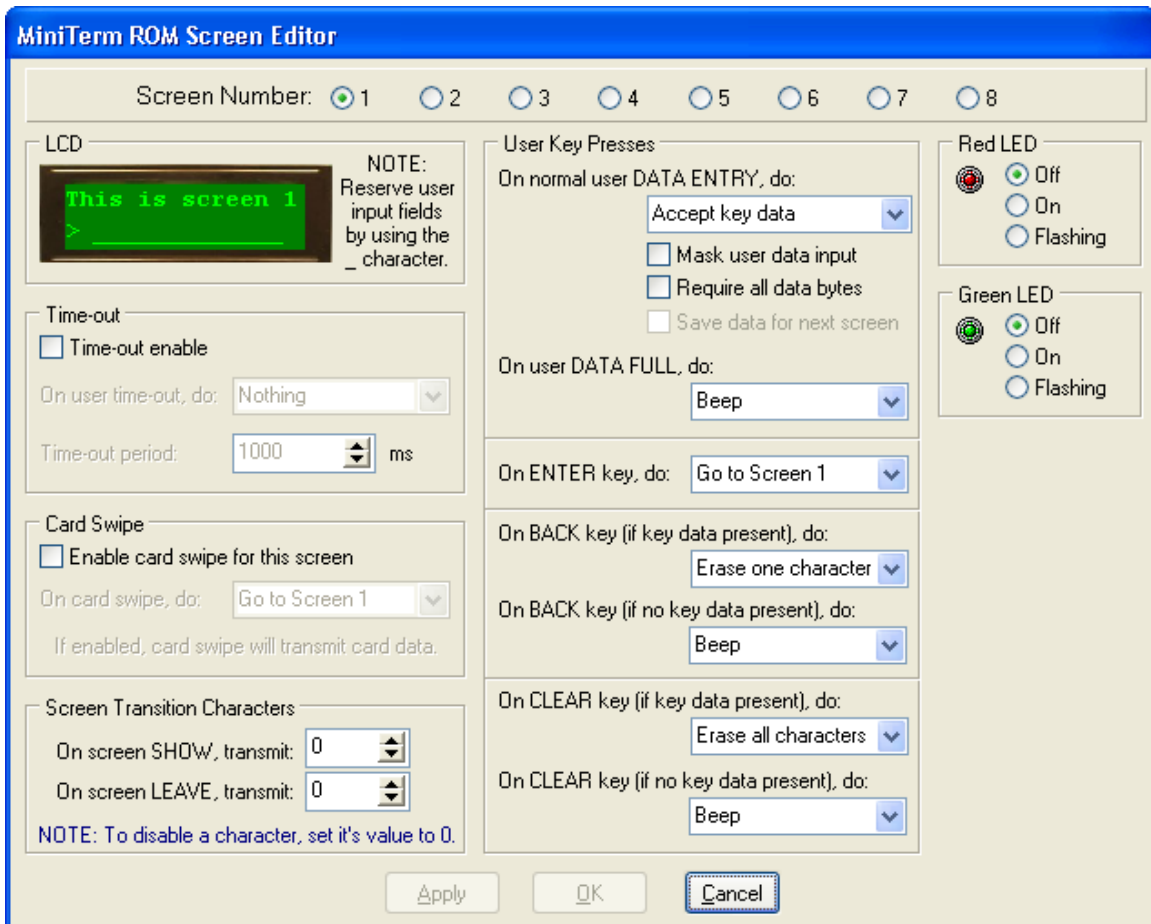 MiniTerm ROM Screen Editor
Screen Number: 1 2 3 4 5 6 7 8
LCD
This is screen 1
> _______________
NOTE:
Reserve user
input fields
by using the
_ character.
Time-out
Time-out enable
On user time-out, do: Nothing
Time-out period: 1000 ms
Card Swipe
Enable card swipe for this screen
On card swipe, do: Go to Screen 1
If enabled, card swipe will transmit card data.
Screen Transition Characters
On screen SHOW, transmit: 0
On screen LEAVE, transmit: 0
NOTE: To disable a character, set it's value to 0.
User Key Presses
On normal user DATA ENTRY, do:
Accept key data
Mask user data input
Require all data bytes
Save data for next screen
On user DATA FULL, do:
Beep
On ENTER key, do: Go to Screen 1
On BACK key (if key data present), do:
Erase one character
On BACK key (if no key data present), do:
Beep
On CLEAR key (if key data present), do:
Erase all characters
On CLEAR key (if no key data present), do:
Beep
Red LED
Off
On
Flashing
Green LED
Off
On
Flashing
Apply OK Cancel